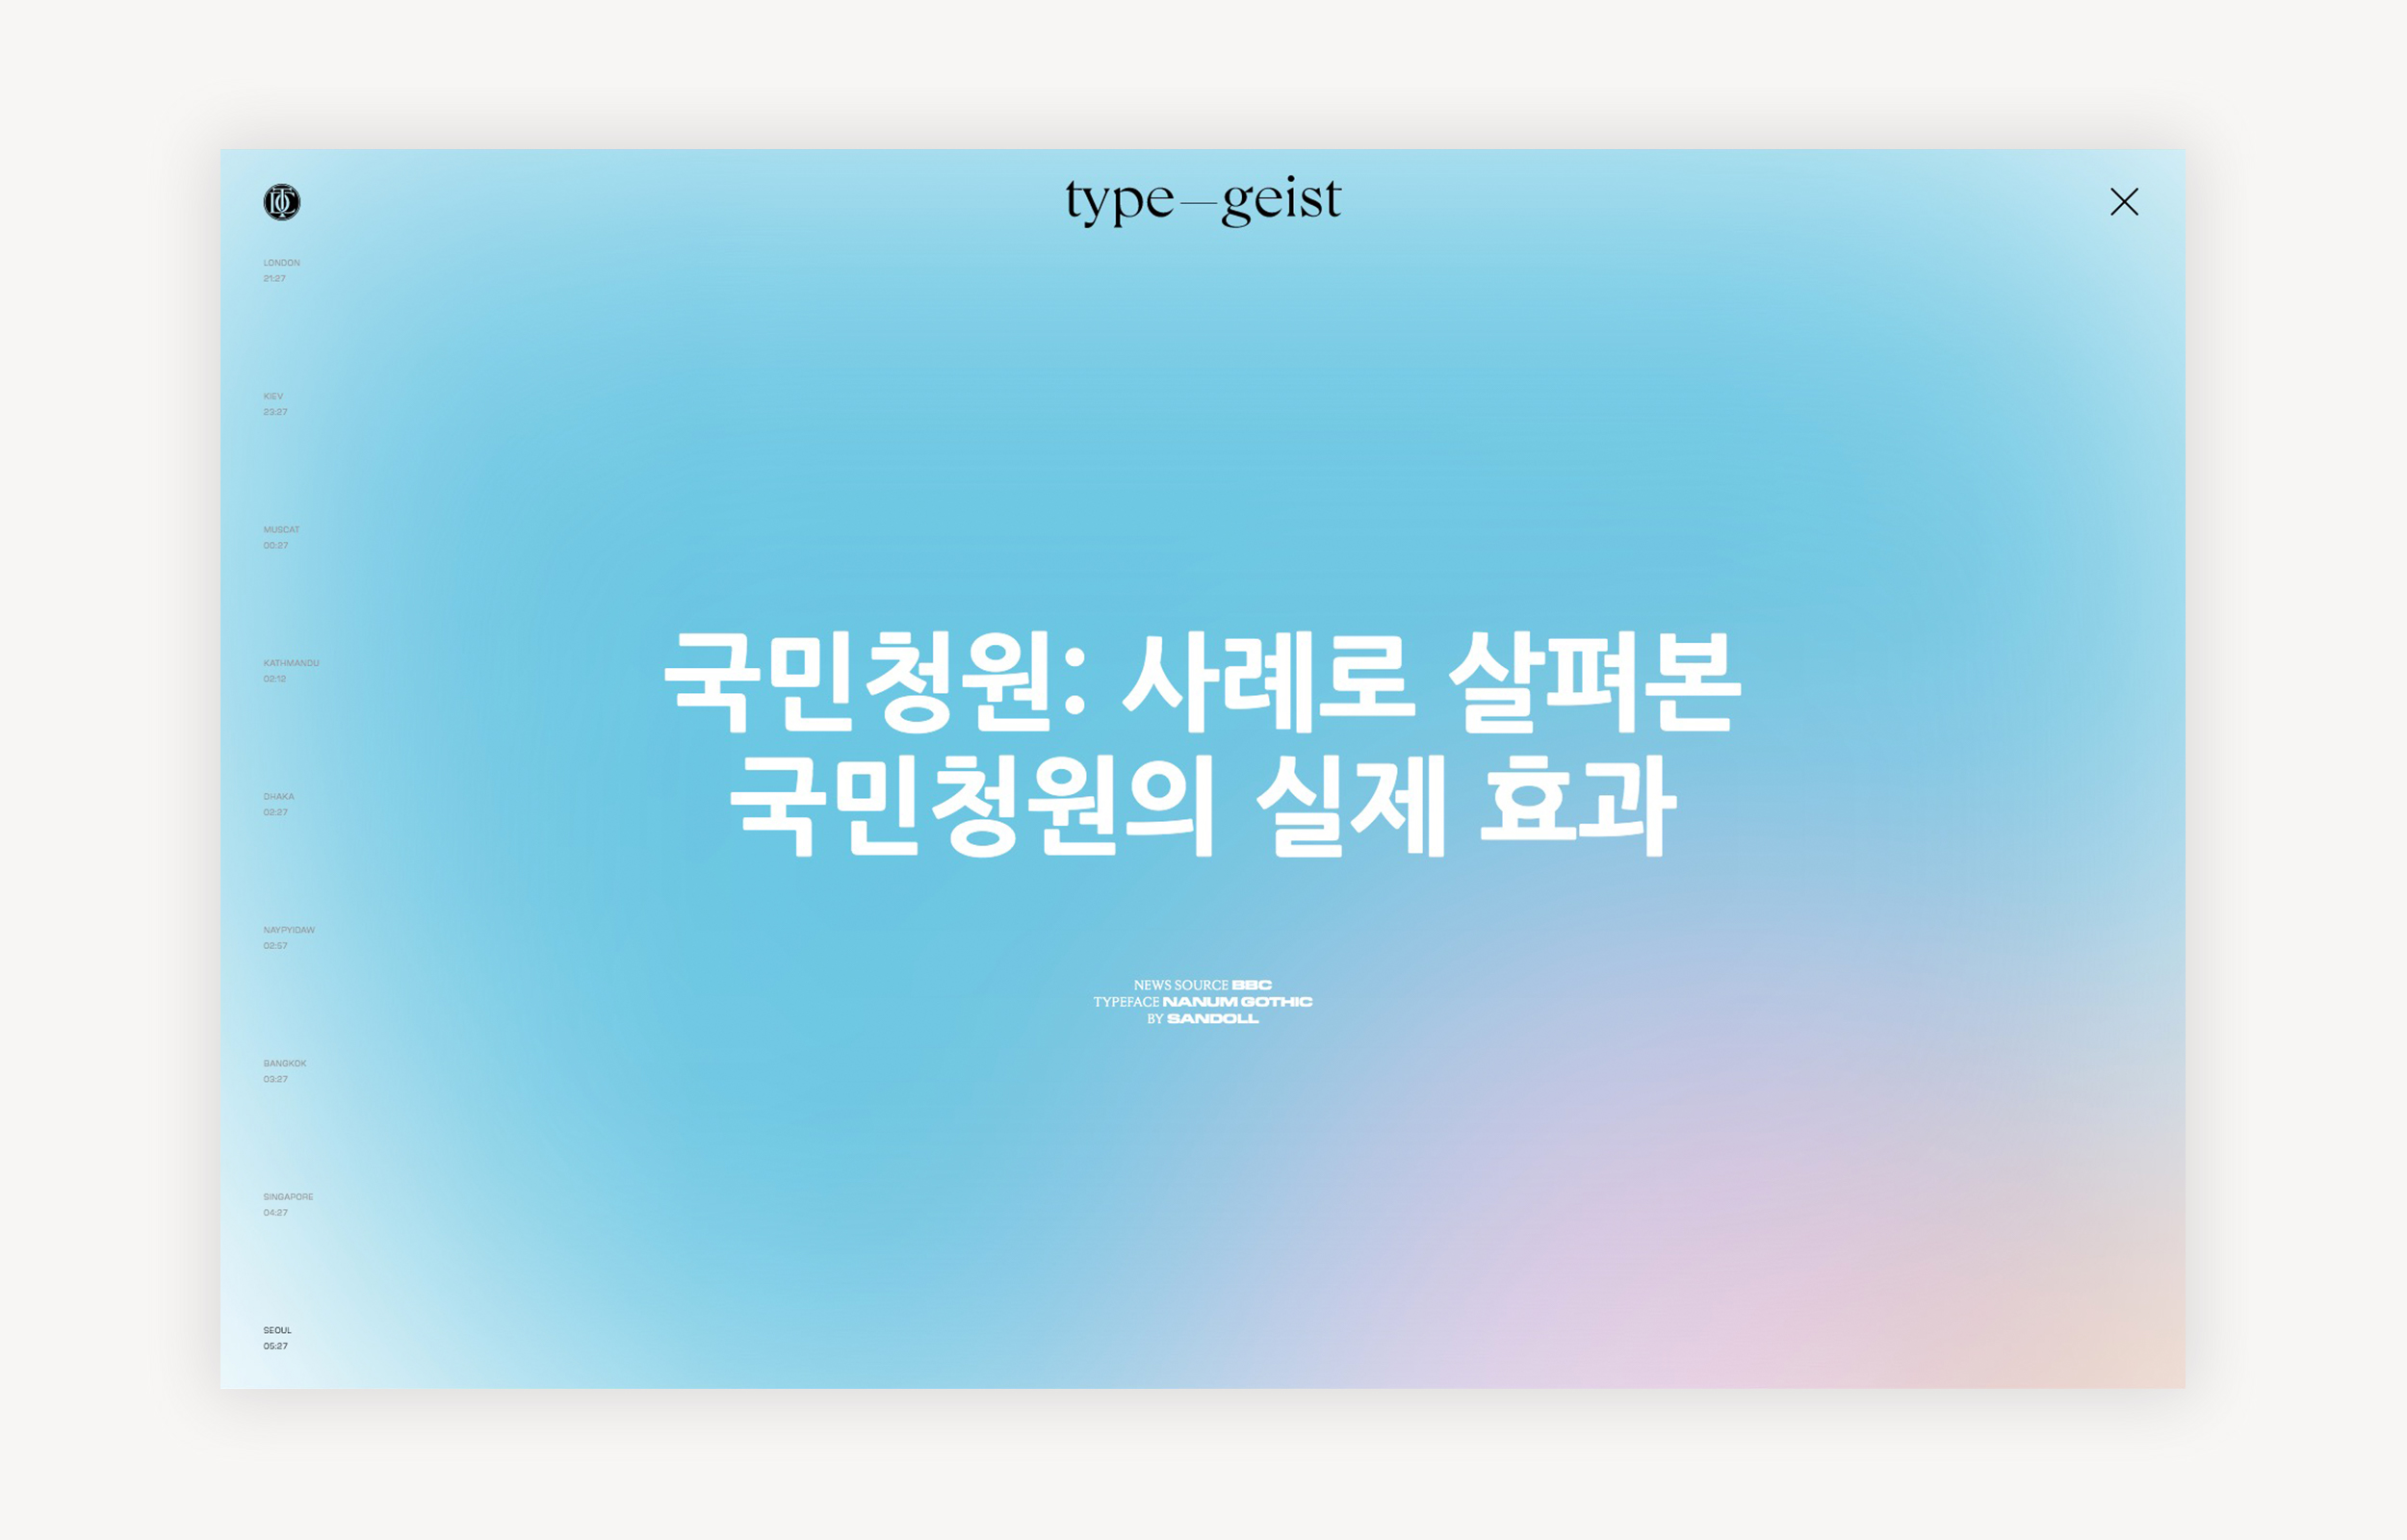 TDC
type—geist
LONDON
21:27
KIEV
23:27
MUSCAT
00:27
KATHMANDU
02:12
DHAKA
02:27
NAYPYIDAW
02:57
BANGKOK
03:27
SINGAPORE
04:27
SEOUL
05:27
국민청원: 사례로 살펴본
국민청원의 실제 효과
NEWS SOURCE BBC
TYPEFACE NANUM GOTHIC
BY SANDOLL